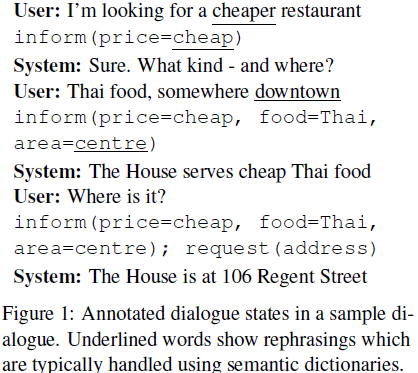 User: I'm looking for a cheaper restaurant
inform(price=cheap)
System: Sure. What kind - and where?
User: Thai food, somewhere downtown
inform(price=cheap, food=Thai,
area=centre)
System: The House serves cheap Thai food
User: Where is it?
inform(price=cheap, food=Thai,
area=centre); request(address)
System: The House is at 106 Regent Street
Figure 1: Annotated dialogue states in a sample di-
alogue. Underlined words show rephrasings which
are typically handled using semantic dictionaries.